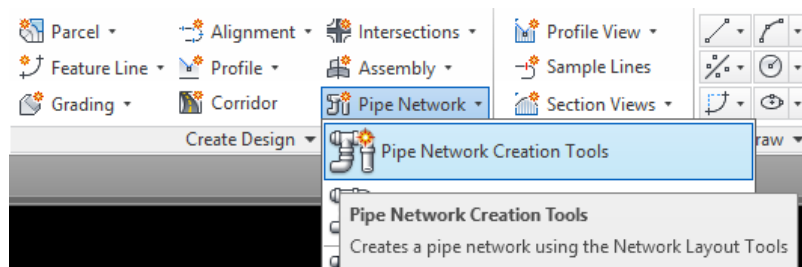 Parcel Alignment Intersections Profile View
Feature Line Profile Assembly Sample Lines
Grading Corridor Pipe Network Section Views
Create Design raw
Pipe Network Creation Tools
Pipe Network Creation Tools
Creates a pipe network using the Network Layout Tools